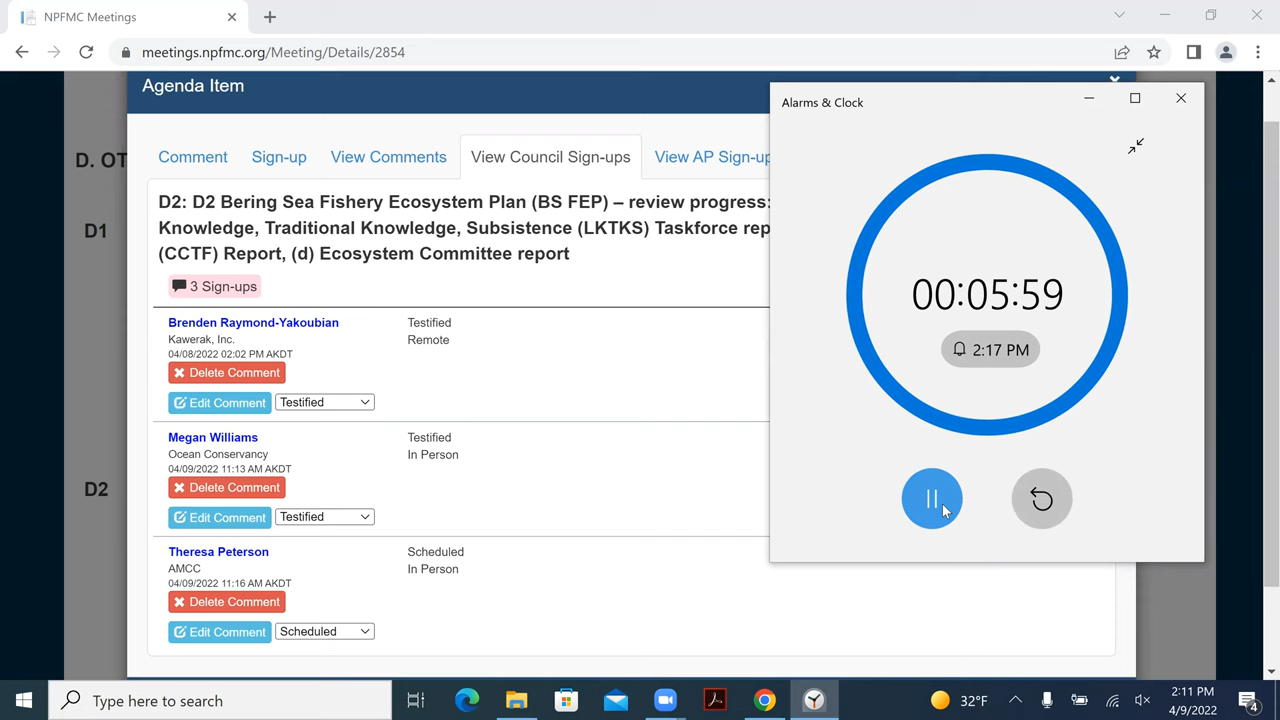 NPFMC Meetings
meetings.npfmc.org/Meeting/Details/2854
Agenda Item
Comment
Sign-up
View Comments
View Council Sign-ups
View AP Sign-up
D. OT
D1
D2
D2: D2 Bering Sea Fishery Ecosystem Plan (BS FEP) – review progress:
Knowledge, Traditional Knowledge, Subsistence (LKTKS) Taskforce rep
(CCTF) Report, (d) Ecosystem Committee report
3 Sign-ups
Brenden Raymond-Yakoubian
Testified
Kawerak, Inc.
Remote
04/08/2022 02:02 PM AKDT
Delete Comment
Edit Comment
Testified
Megan Williams
Testified
Ocean Conservancy
In Person
04/09/2022 11:13 AM AKDT
Delete Comment
Edit Comment
Testified
Theresa Peterson
Scheduled
AMCC
In Person
04/09/2022 11:16 AM AKDT
Delete Comment
Edit Comment
Scheduled
Alarms & Clock
00:05:59
2:17 PM
Type here to search
32°F
2:11 PM
4/9/2022
4